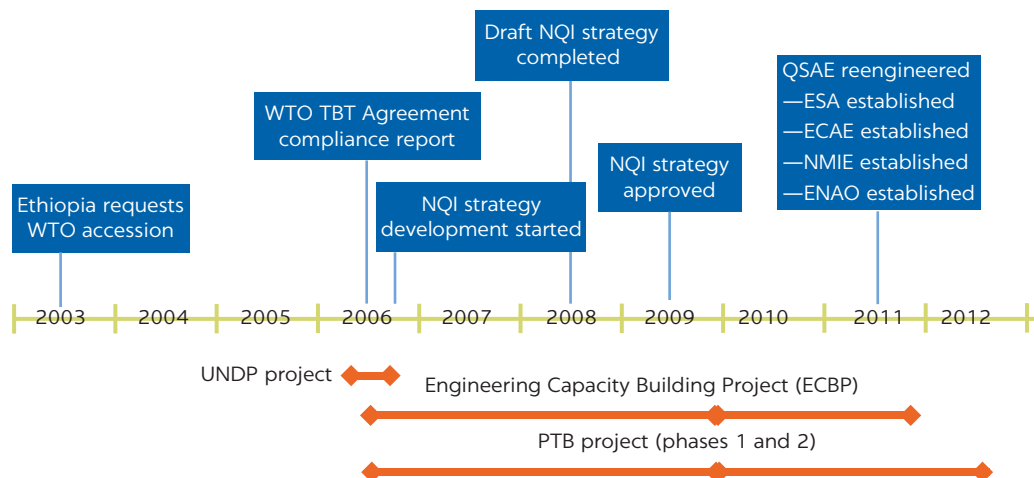 Draft NQI strategy
completed
QSAE reengineered
—ESA established
—ECAE established
—NMIE established
—ENAO established
WTO TBT Agreement
compliance report
NQI strategy
approved
Ethiopia requests
WTO accession
NQI strategy
development started
2003 2004 2005 2006 2007 2008 2009 2010 2011 2012
UNDP project
Engineering Capacity Building Project (ECBP)
PTB project (phases 1 and 2)